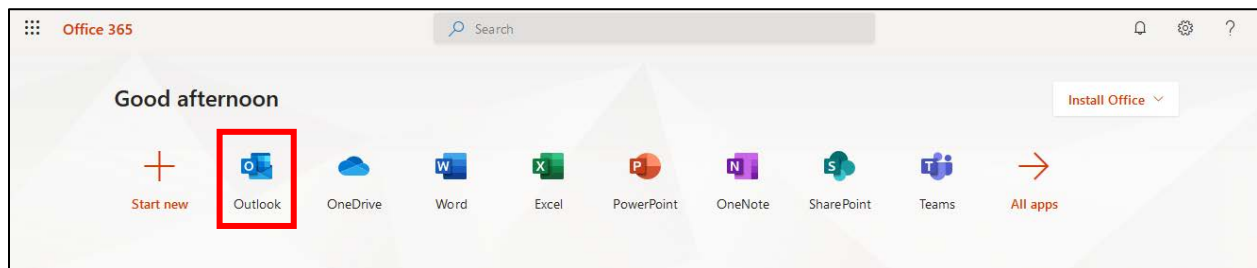 Office 365
Search
?
Good afternoon
Install Office
Start new
Outlook
OneDrive
Word
Excel
PowerPoint
OneNote
SharePoint
Teams
All apps